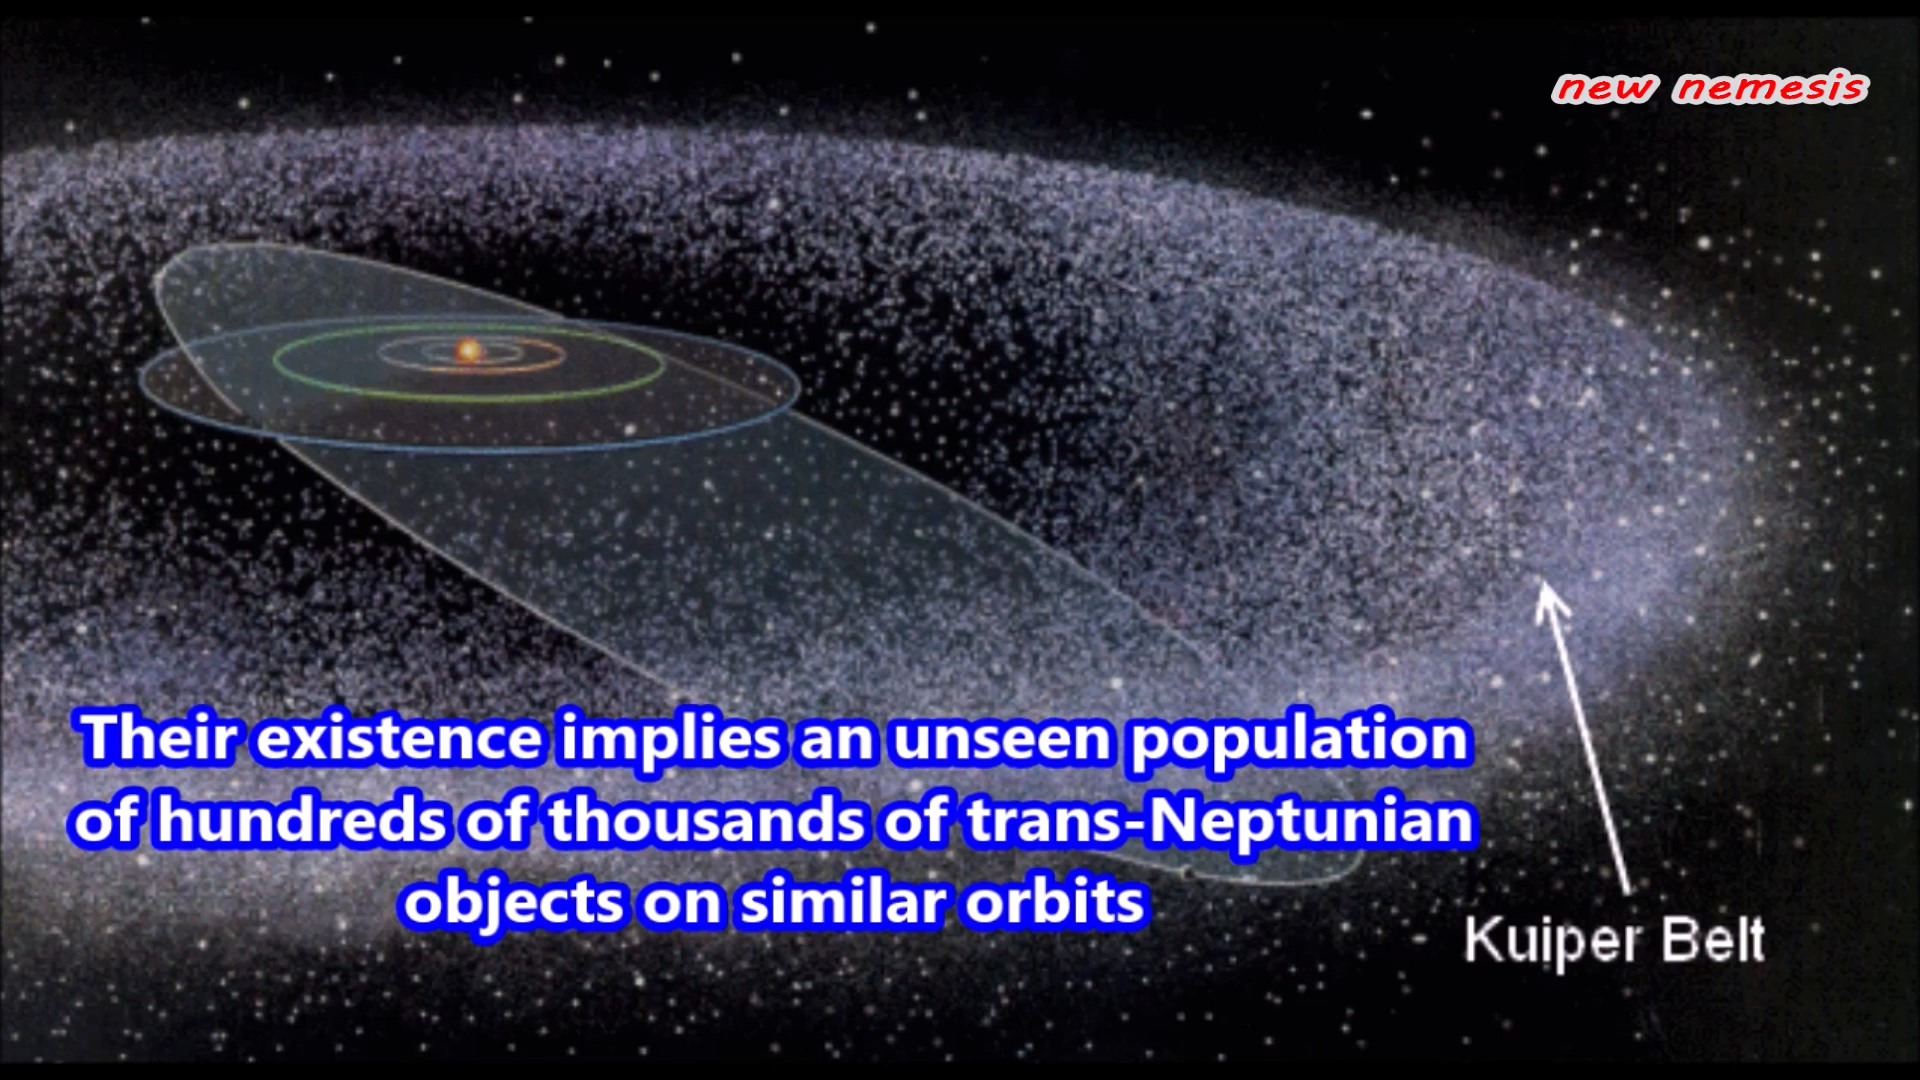 new nemesis
Their existence implies an unseen population
of hundreds of thousands of trans-Neptunian
objects on similar orbits
Kuiper Belt